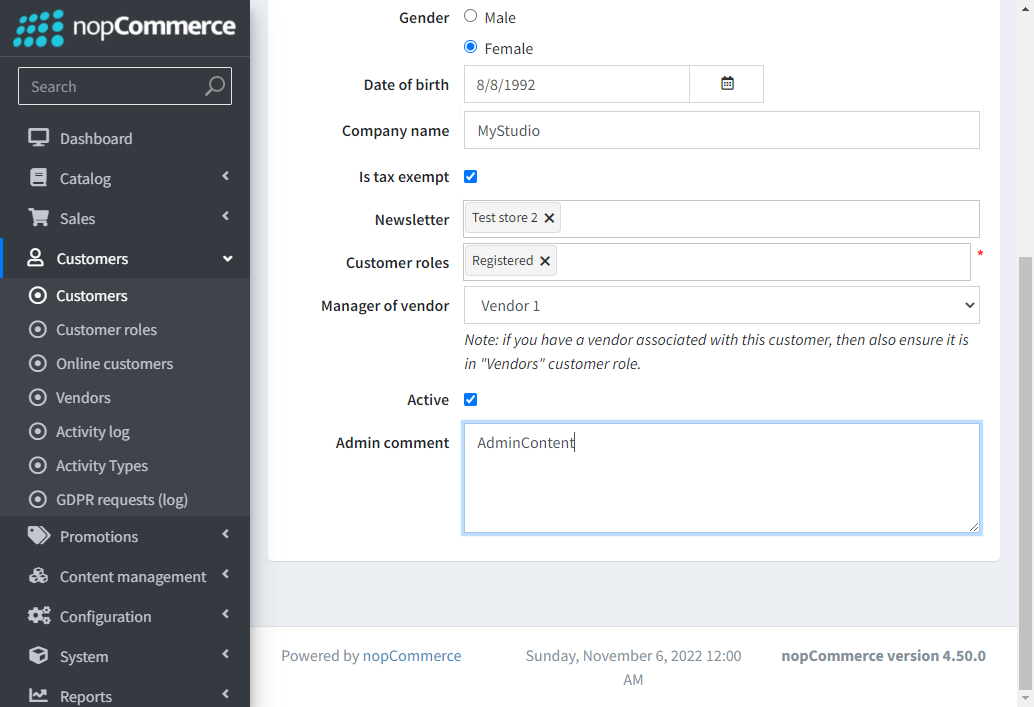 nopCommerce
Search
Dashboard
Catalog
Sales
Customers
Customers
Customer roles
Online customers
Vendors
Activity log
Activity Types
GDPR requests (log)
Promotions
Content management
Configuration
System
Reports
Gender
Male
Female
Date of birth
8/8/1992
Company name
MyStudio
Is tax exempt
Newsletter
Test store 2
Customer roles
Registered
*
Manager of vendor
Vendor 1
Note: if you have a vendor associated with this customer, then also ensure it is
in "Vendors" customer role.
Active
Admin comment
AdminContent
Powered by nopCommerce
Sunday, November 6, 2022 12:00
AM
nopCommerce version 4.50.0